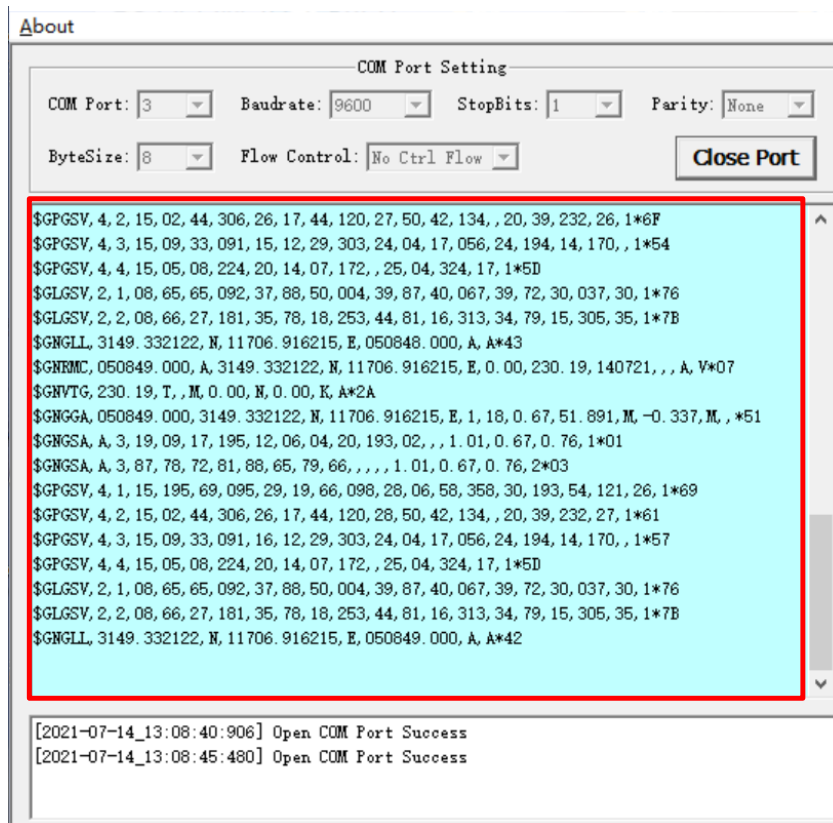 About
COM Port Setting
COM Port: 3 Baudrate: 9600 StopBits: 1 Parity: None
ByteSize: 8 Flow Control: No Ctrl Flow Close Port
$GPGSV, 4, 2, 15, 02, 44, 306, 26, 17, 44, 120, 27, 50, 42, 134, , 20, 39, 232, 26, 1*6F
$GPGSV, 4, 3, 15, 09, 33, 091, 15, 12, 29, 303, 24, 04, 17, 056, 24, 194, 14, 170, , 1*54
$GPGSV, 4, 4, 15, 05, 08, 224, 20, 14, 07, 172, , 25, 04, 324, 17, 1*5D
$GLGSV, 2, 1, 08, 65, 65, 092, 37, 88, 50, 004, 39, 87, 40, 067, 39, 72, 30, 037, 30, 1*76
$GLGSV, 2, 2, 08, 66, 27, 181, 35, 78, 18, 253, 44, 81, 16, 313, 34, 79, 15, 305, 35, 1*7B
$GNGLL, 3149. 332122, N, 11706. 916215, E, 050848. 000, A, A*43
$GNRMC, 050849. 000, A, 3149. 332122, N, 11706. 916215, E, 0. 00, 230. 19, 140721, , , A, V*07
$GNVTG, 230. 19, T, , M, 0. 00, N, 0. 00, K, A*2A
$GNGGA, 050849. 000, 3149. 332122, N, 11706. 916215, E, 1, 18, 0. 67, 51. 891, M, -0. 337, M, , *51
$GNGSA, A, 3, 19, 09, 17, 195, 12, 06, 04, 20, 193, 02, , , 1. 01, 0. 67, 0. 76, 1*01
$GNGSA, A, 3, 87, 78, 72, 81, 88, 65, 79, 66, , , , , 1. 01, 0. 67, 0. 76, 2*03
$GPGSV, 4, 1, 15, 195, 69, 095, 29, 19, 66, 098, 28, 06, 58, 358, 30, 193, 54, 121, 26, 1*69
$GPGSV, 4, 2, 15, 02, 44, 306, 26, 17, 44, 120, 28, 50, 42, 134, , 20, 39, 232, 27, 1*61
$GPGSV, 4, 3, 15, 09, 33, 091, 16, 12, 29, 303, 24, 04, 17, 056, 24, 194, 14, 170, , 1*57
$GPGSV, 4, 4, 15, 05, 08, 224, 20, 14, 07, 172, , 25, 04, 324, 17, 1*5D
$GLGSV, 2, 1, 08, 65, 65, 092, 37, 88, 50, 004, 39, 87, 40, 067, 39, 72, 30, 037, 30, 1*76
$GLGSV, 2, 2, 08, 66, 27, 181, 35, 78, 18, 253, 44, 81, 16, 313, 34, 79, 15, 305, 35, 1*7B
$GNGLL, 3149. 332122, N, 11706. 916215, E, 050849. 000, A, A*42
[2021-07-14_13:08:40:906] Open COM Port Success
[2021-07-14_13:08:45:480] Open COM Port Success